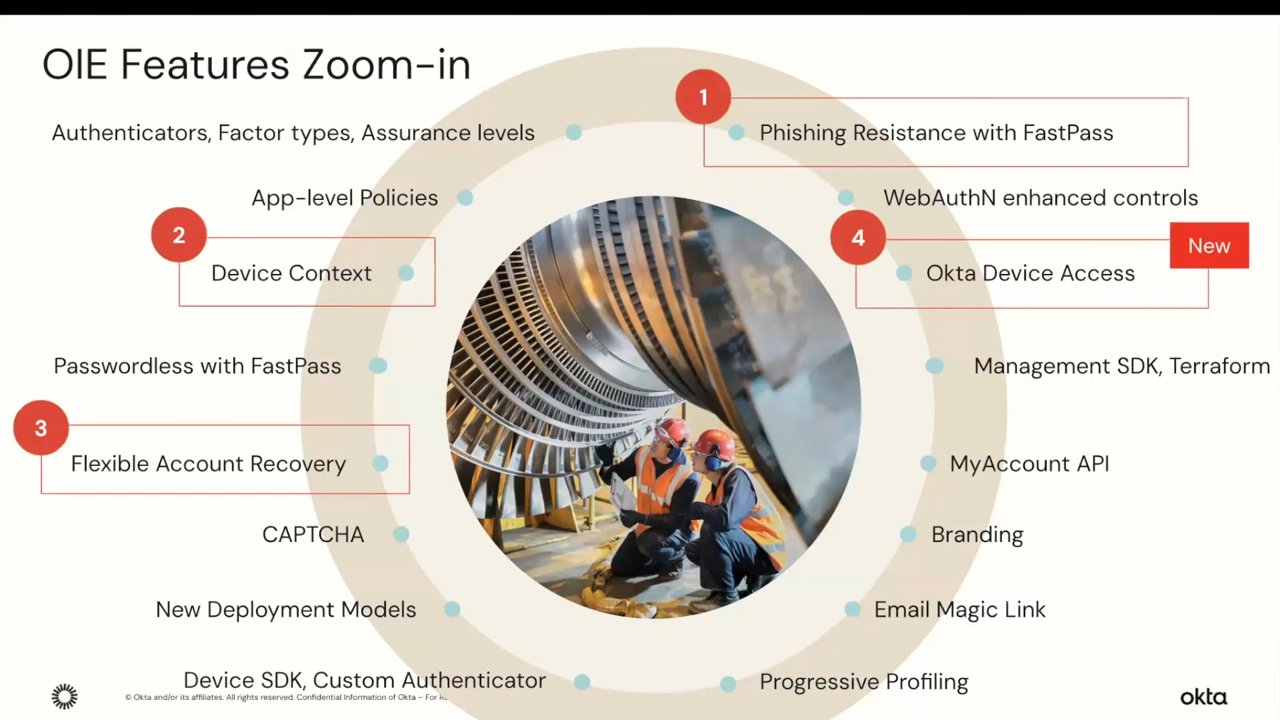 OIE Features Zoom-in
1
Authenticators, Factor types, Assurance levels
Phishing Resistance with FastPass
App-level Policies
WebAuthN enhanced controls
2
4
New
Device Context
Okta Device Access
Passwordless with FastPass
Management SDK, Terraform
3
Flexible Account Recovery
MyAccount API
CAPTCHA
Branding
New Deployment Models
Email Magic Link
Device SDK, Custom Authenticator
Progressive Profiling
© Okta and/or its affiliates. All rights reserved. Confidential Information of Okta – For
okta